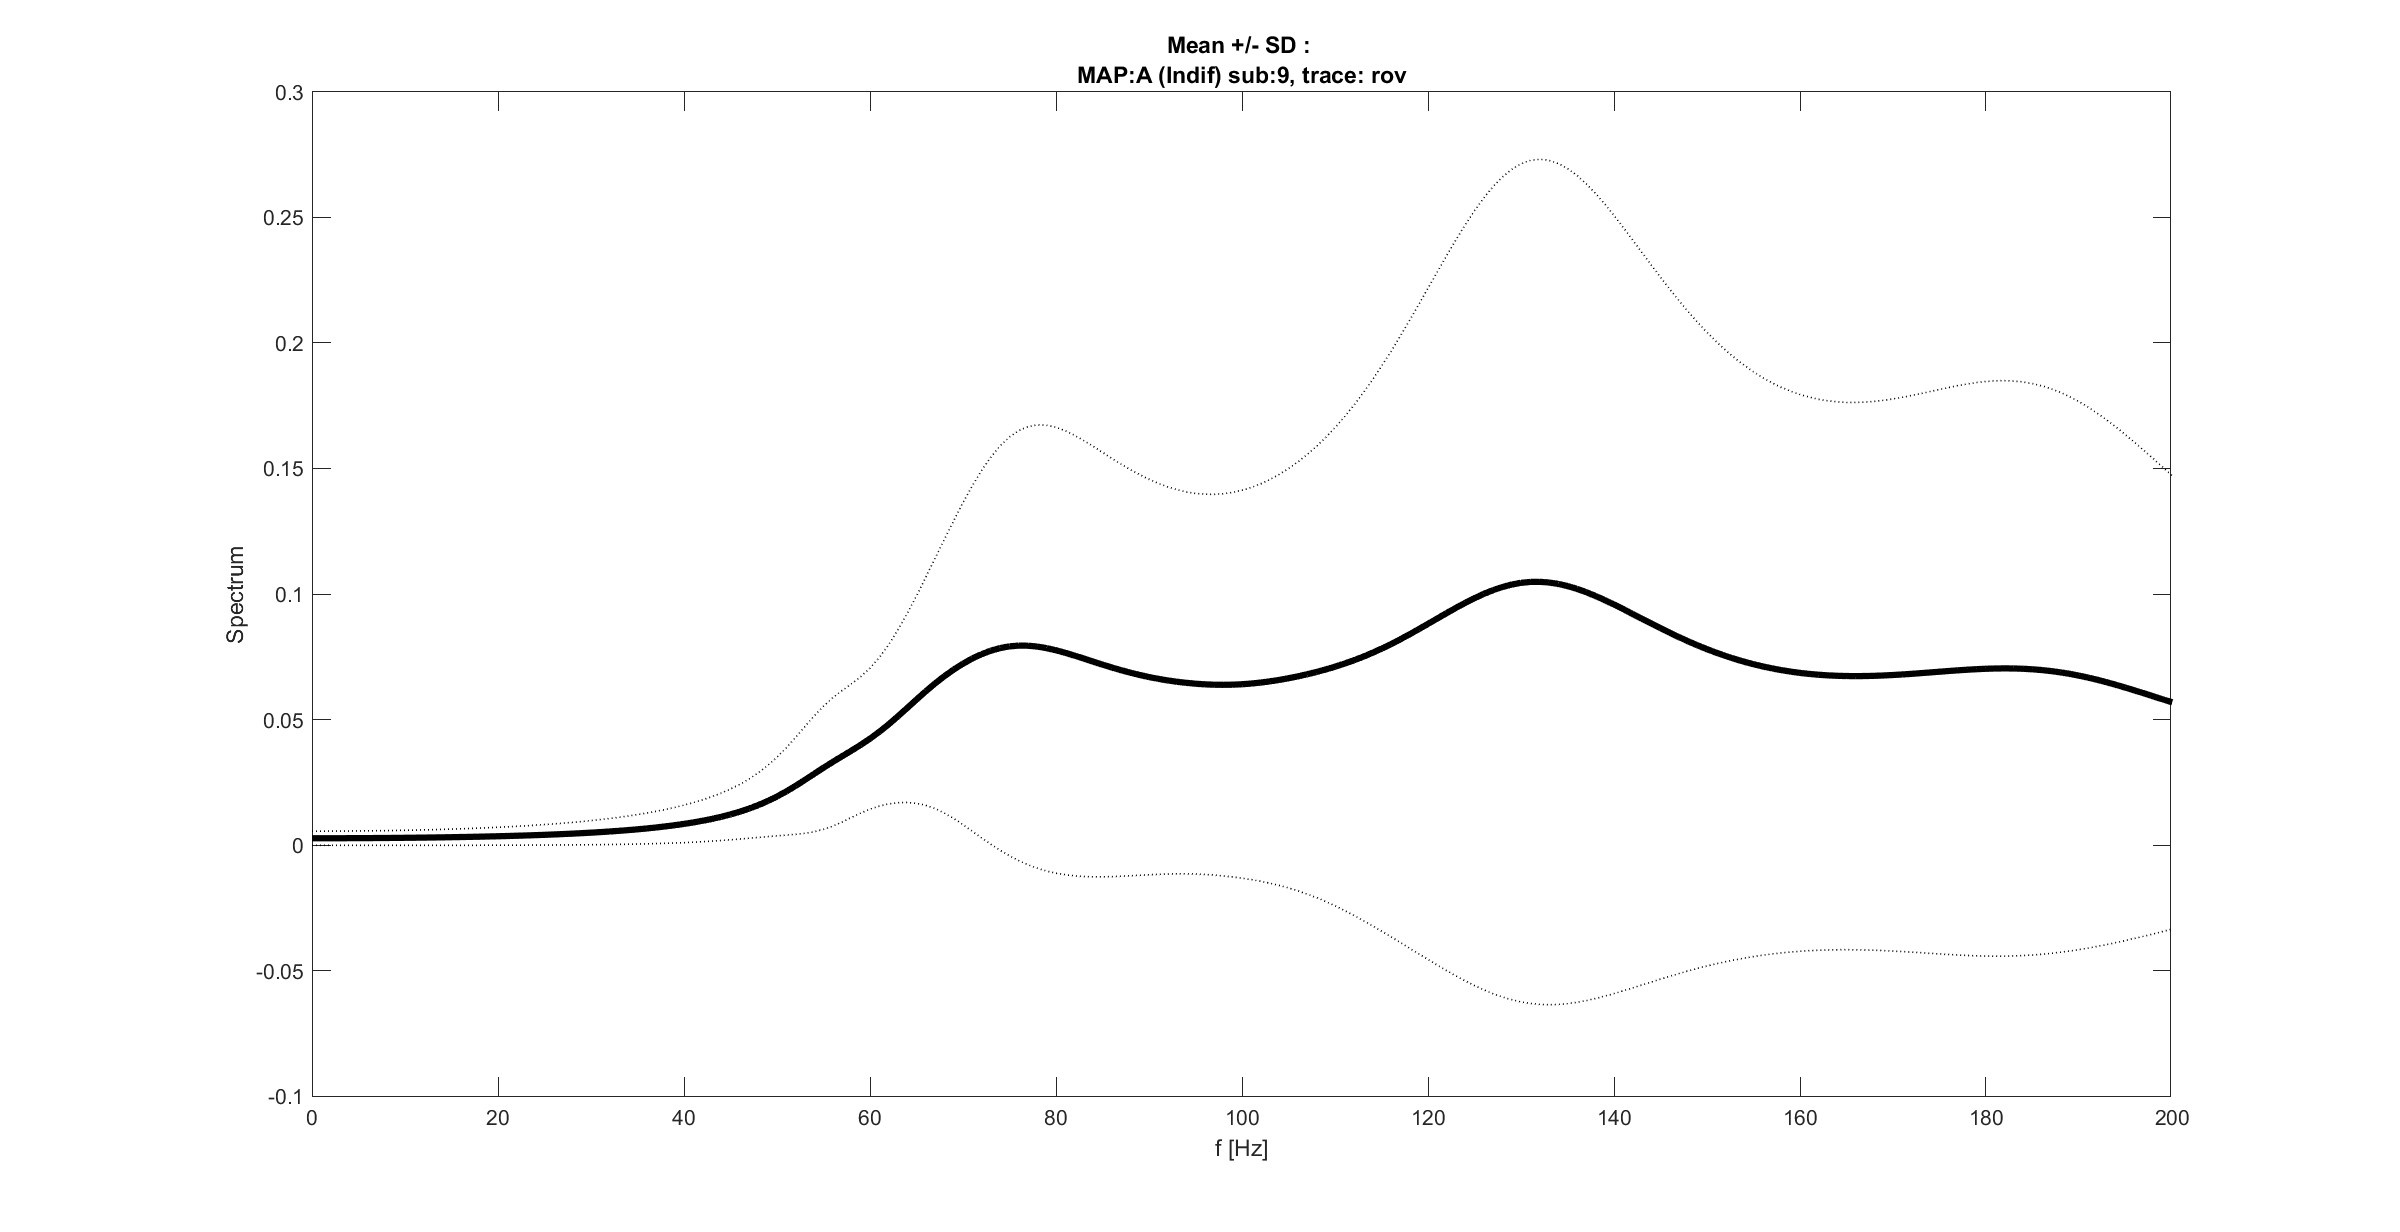 Mean +/- SD :
MAP:A (Indif) sub:9, trace: rov
0.3
0.25
0.2
0.15
0.1
0.05
0
-0.05
-0.1
Spectrum
0 20 40 60 80 100 120 140 160 180 200
f [Hz]